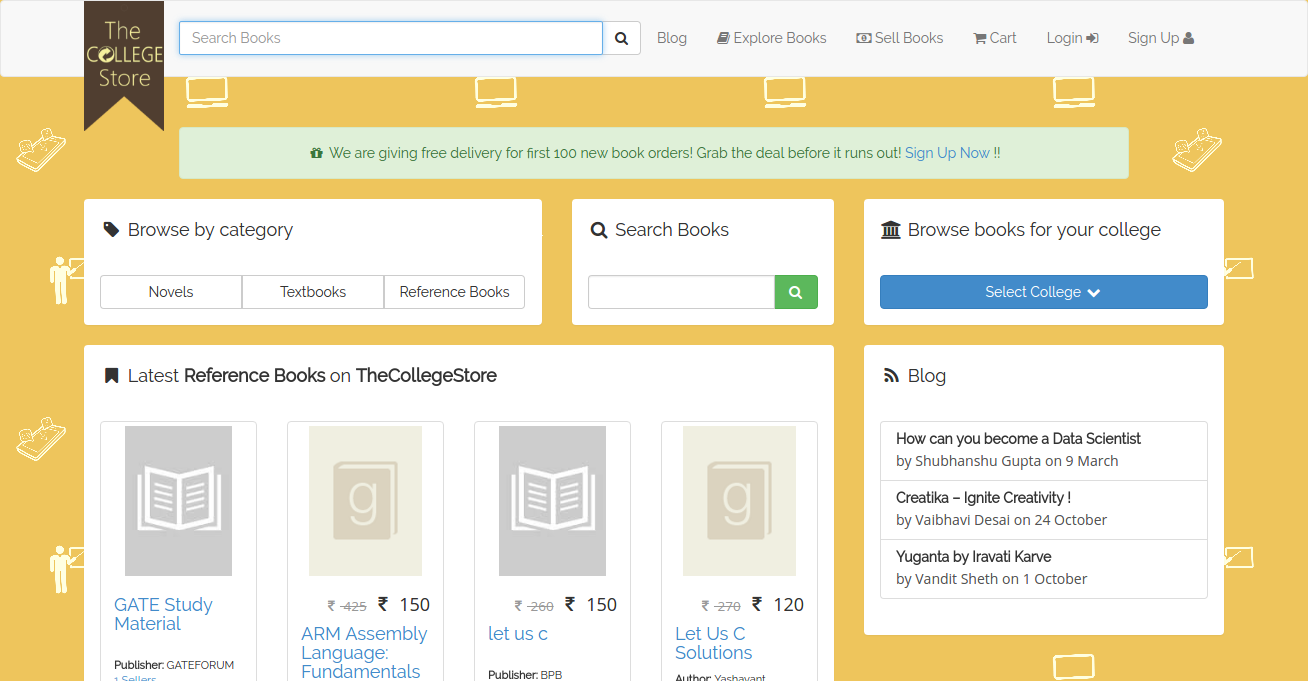 The
COLLEGE
Store
Search Books
Blog
Explore Books
Sell Books
Cart
Login
Sign Up
We are giving free delivery for first 100 new book orders! Grab the deal before it runs out! Sign Up Now !!
Browse by category
Novels
Textbooks
Reference Books
Search Books
Browse books for your college
Select College
Latest Reference Books on TheCollegeStore
GATE Study
Material
Publisher: GATEFORUM
1 Sellers
g
₹ 425 ₹ 150
ARM Assembly
Language:
Fundamentals
₹ 260 ₹ 150
let us c
Publisher: BPB
g
₹ 270 ₹ 120
Let Us C
Solutions
Author: Yashavant
Blog
How can you become a Data Scientist
by Shubhanshu Gupta on 9 March
Creatika – Ignite Creativity !
by Vaibhavi Desai on 24 October
Yuganta by Iravati Karve
by Vandit Sheth on 1 October